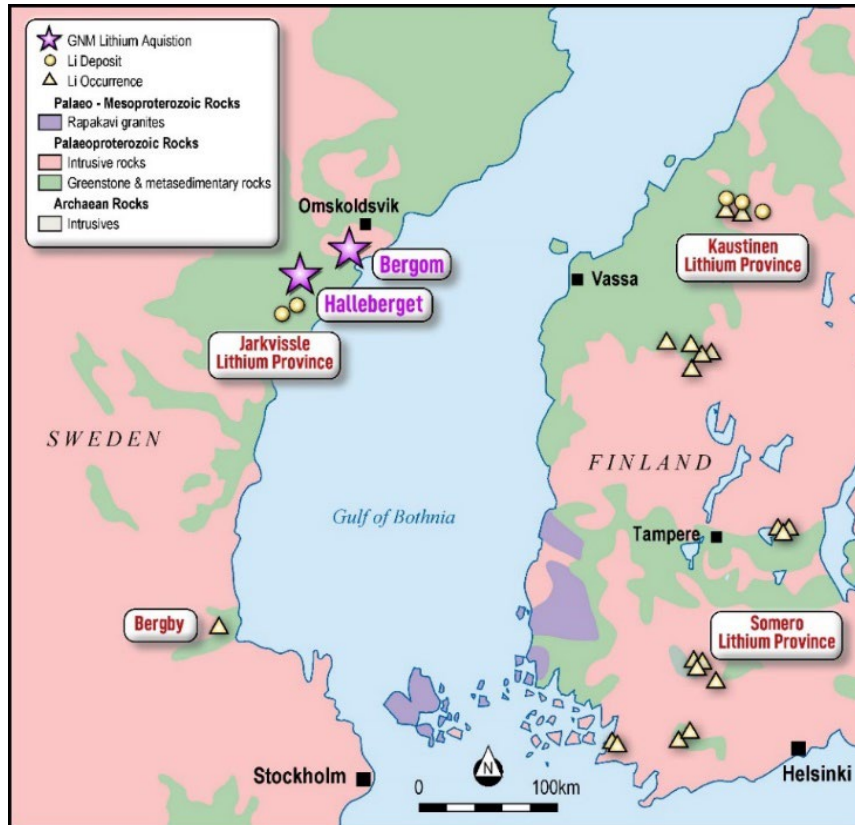 GNM Lithium Aquistion
Li Deposit
Li Occurrence
Palaeo - Mesoproterozoic Rocks
Rapakavi granites
Palaeoproterozoic Rocks
Intrusive rocks
Greenstone & metasedimentary rocks
Archaean Rocks
Intrusives
Omskoldsvik
Bergom
Halleberget
Jarkvissle
Lithium Province
Kaustinen
Lithium Province
Vassa
SWEDEN
FINLAND
Gulf of Bothnia
Tampere
Bergby
Somero
Lithium Province
Stockholm
N
0 100km
Helsinki